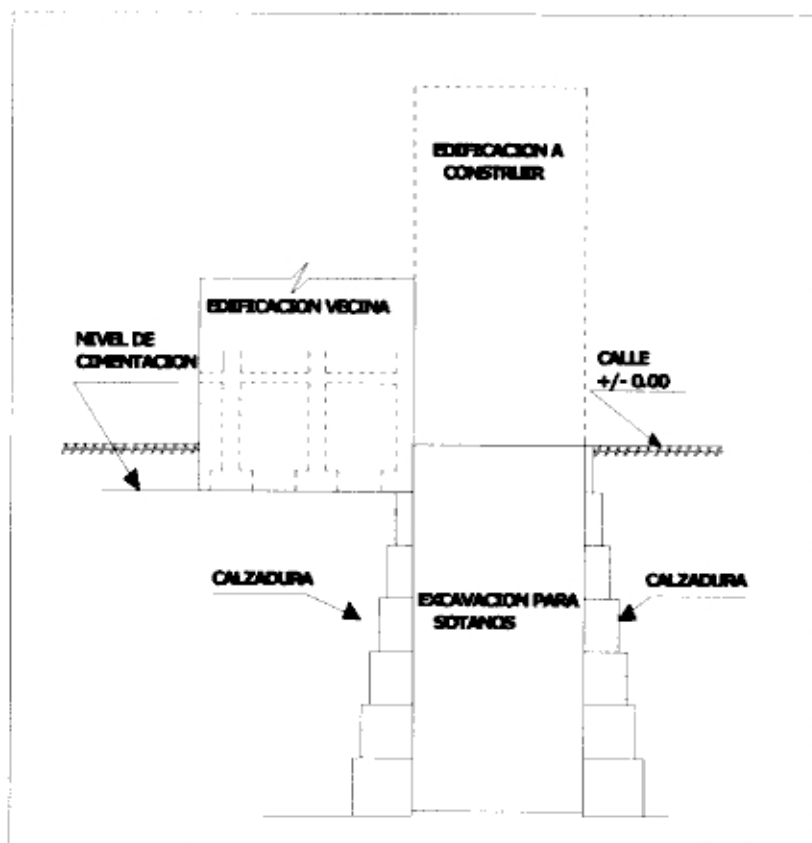 EDIFICACION A
CONSTRUIR
EDIFICACION VECINA
NIVEL DE
CIMENTACION
CALLE
+/- 0.00
CALZADURA
EXCAVACION PARA
SOTANOS
CALZADURA